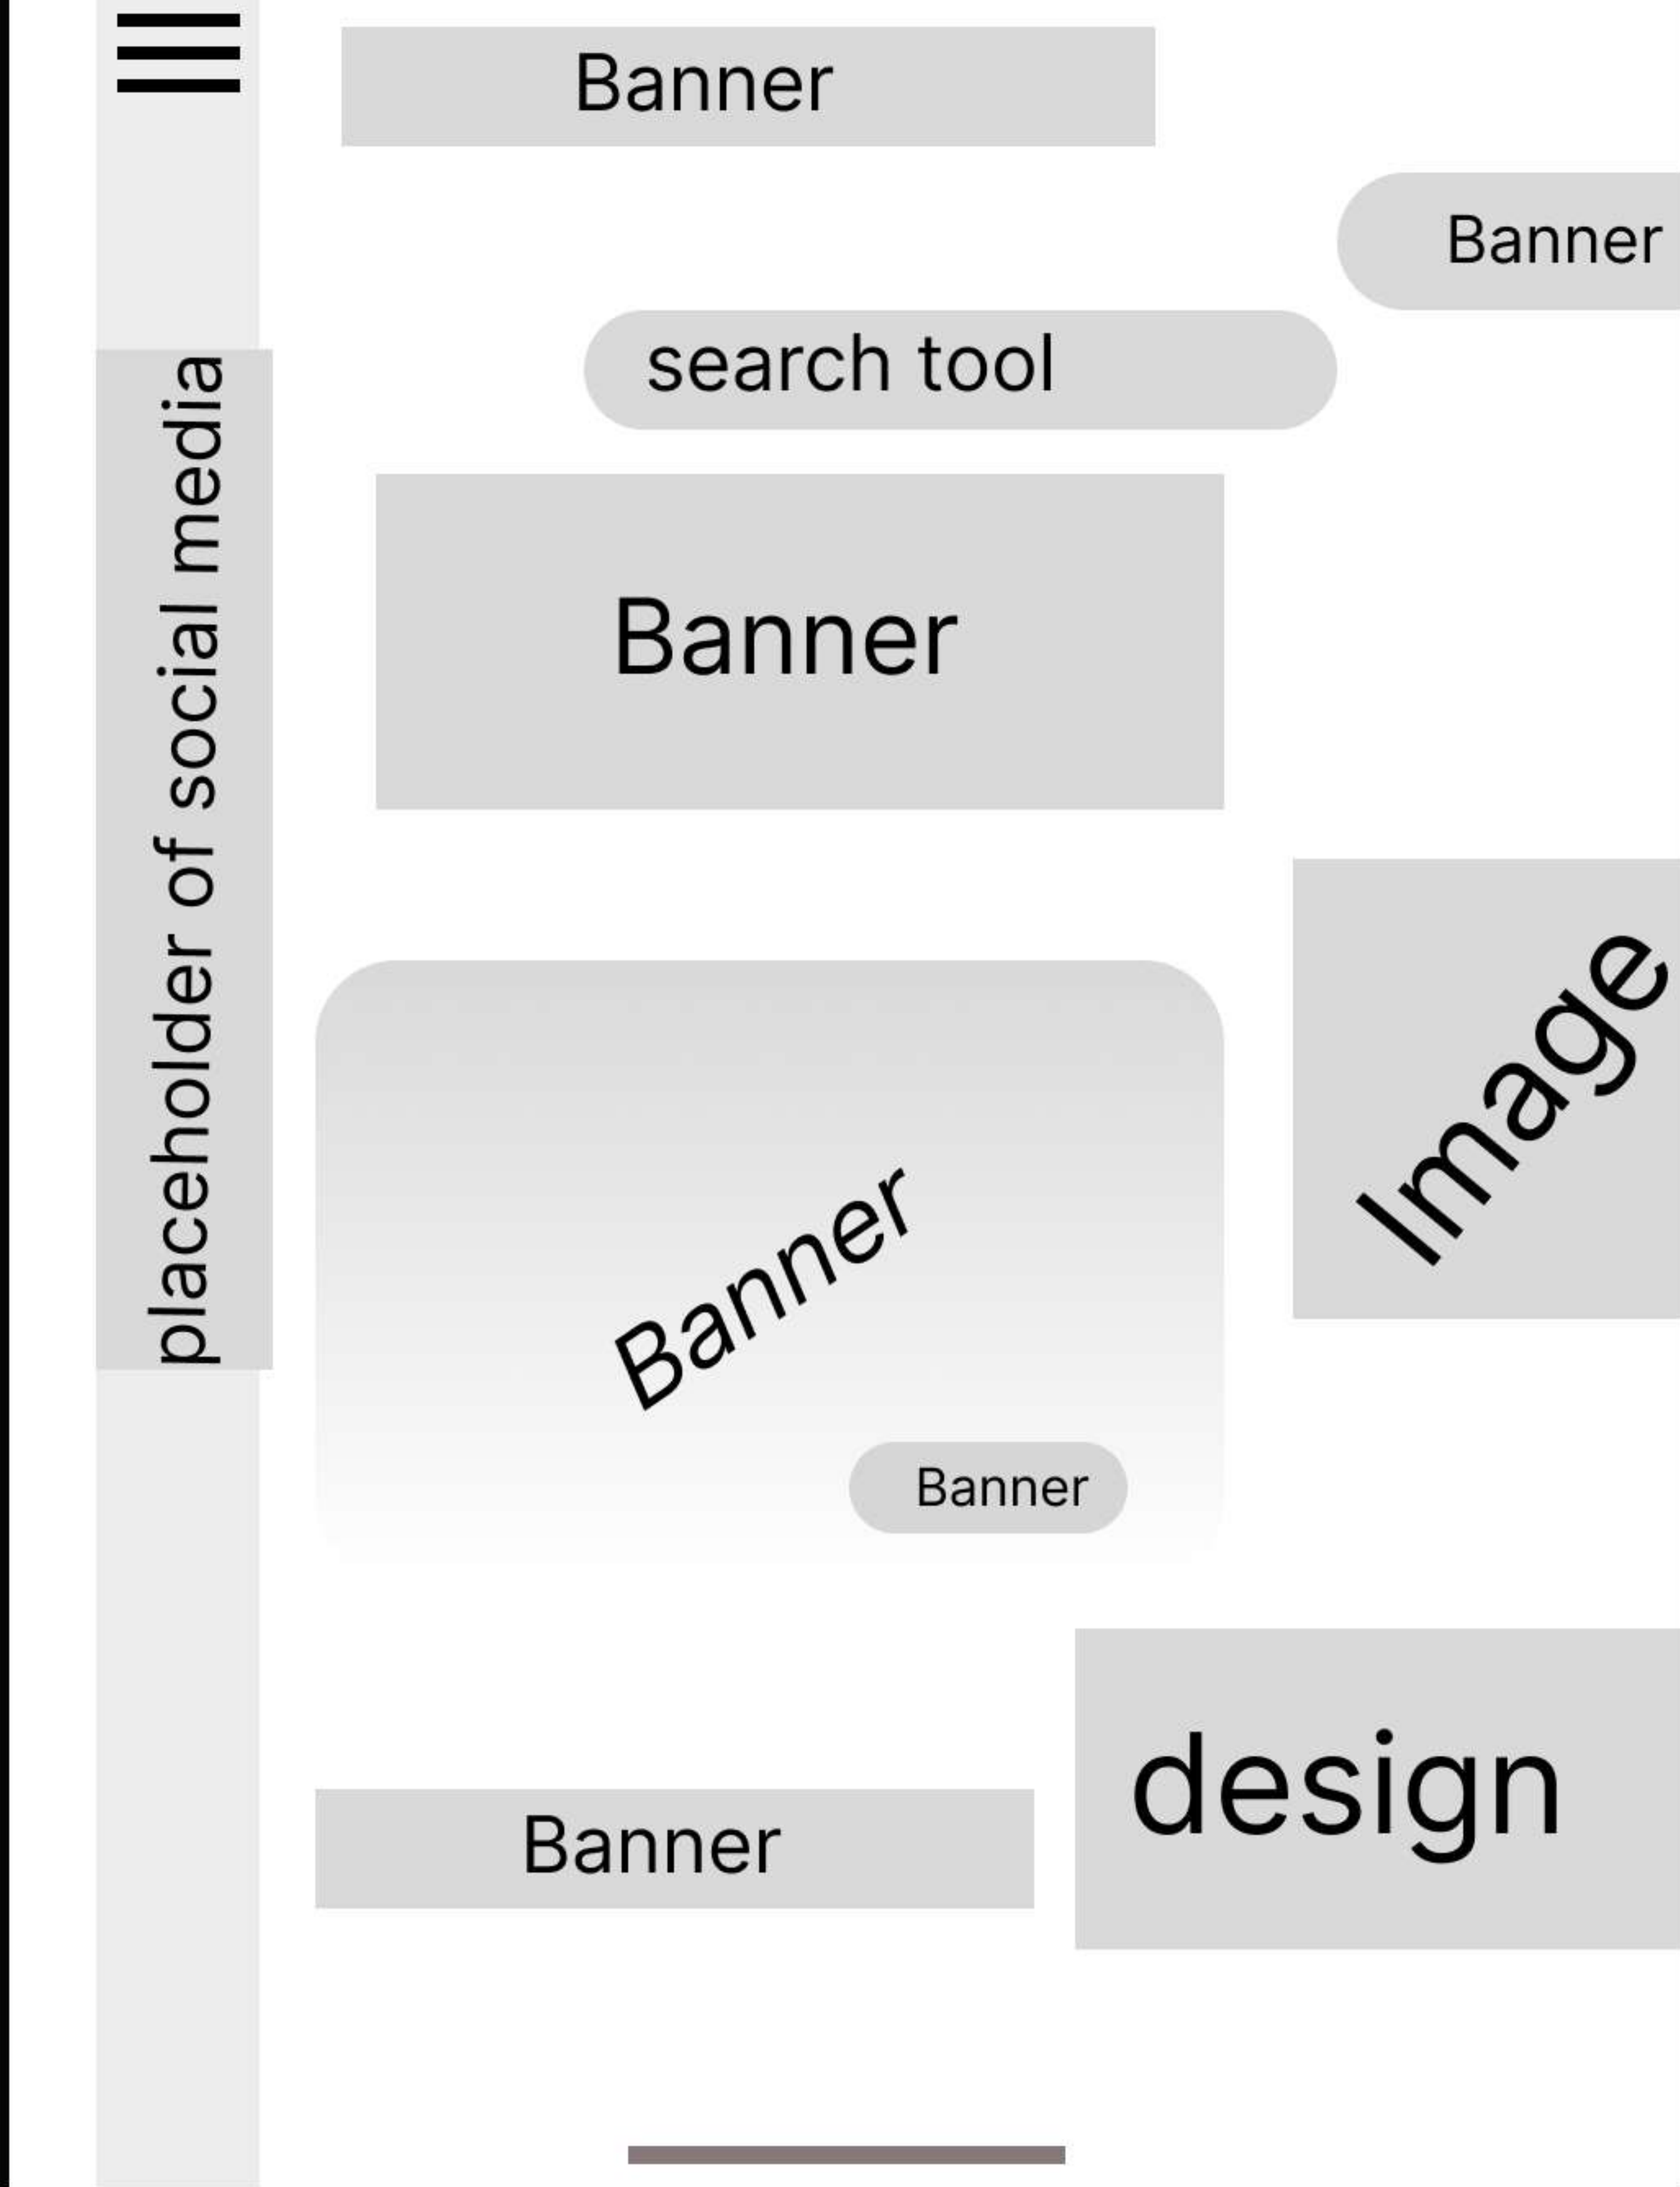 Banner
Banner
search tool
placeholder of social media
Banner
Image
Banner
Banner
design
Banner